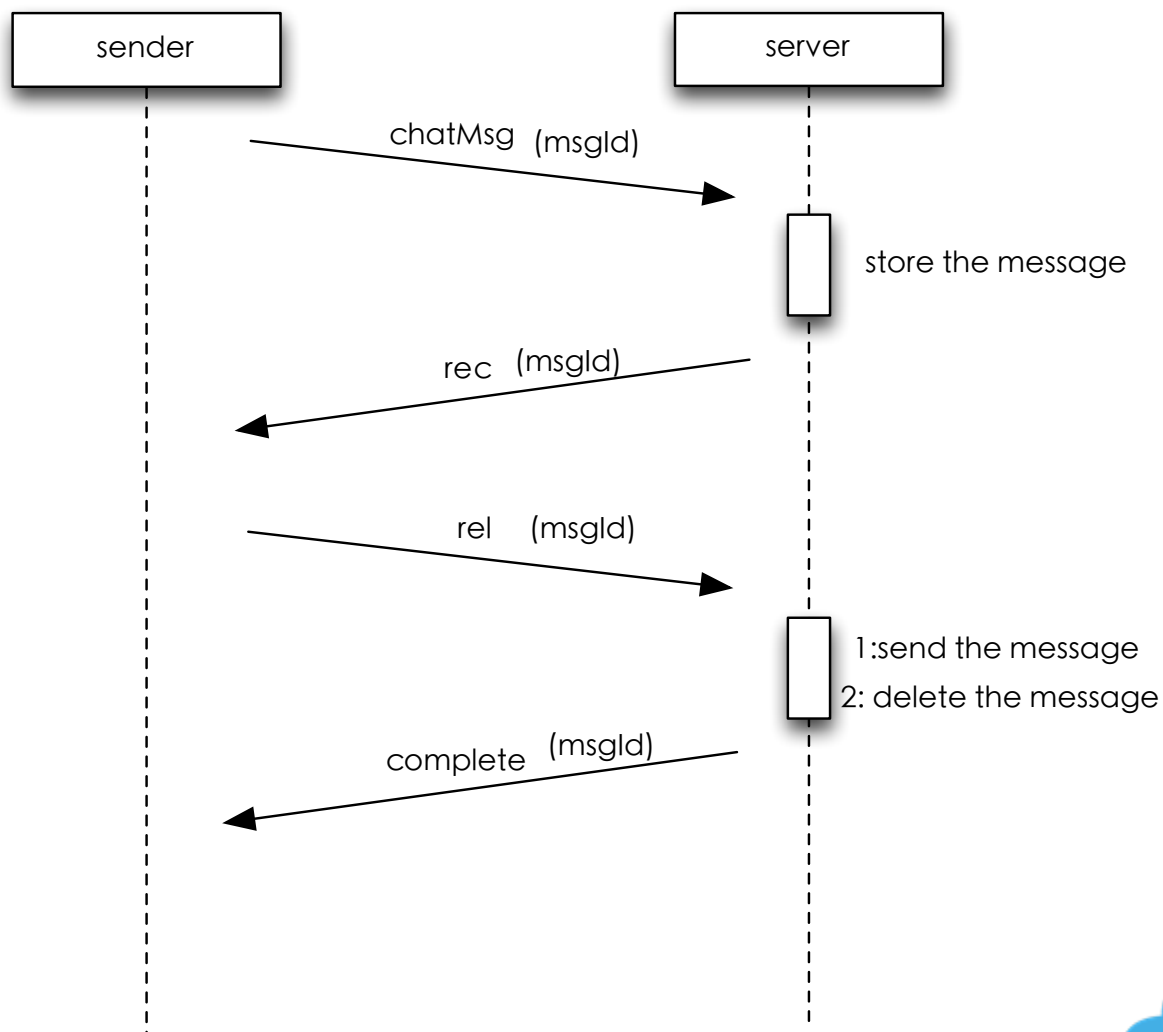 sender
server
chatMsg (msgId)
store the message
rec (msgId)
rel (msgId)
1:send the message
2: delete the message
complete (msgId)